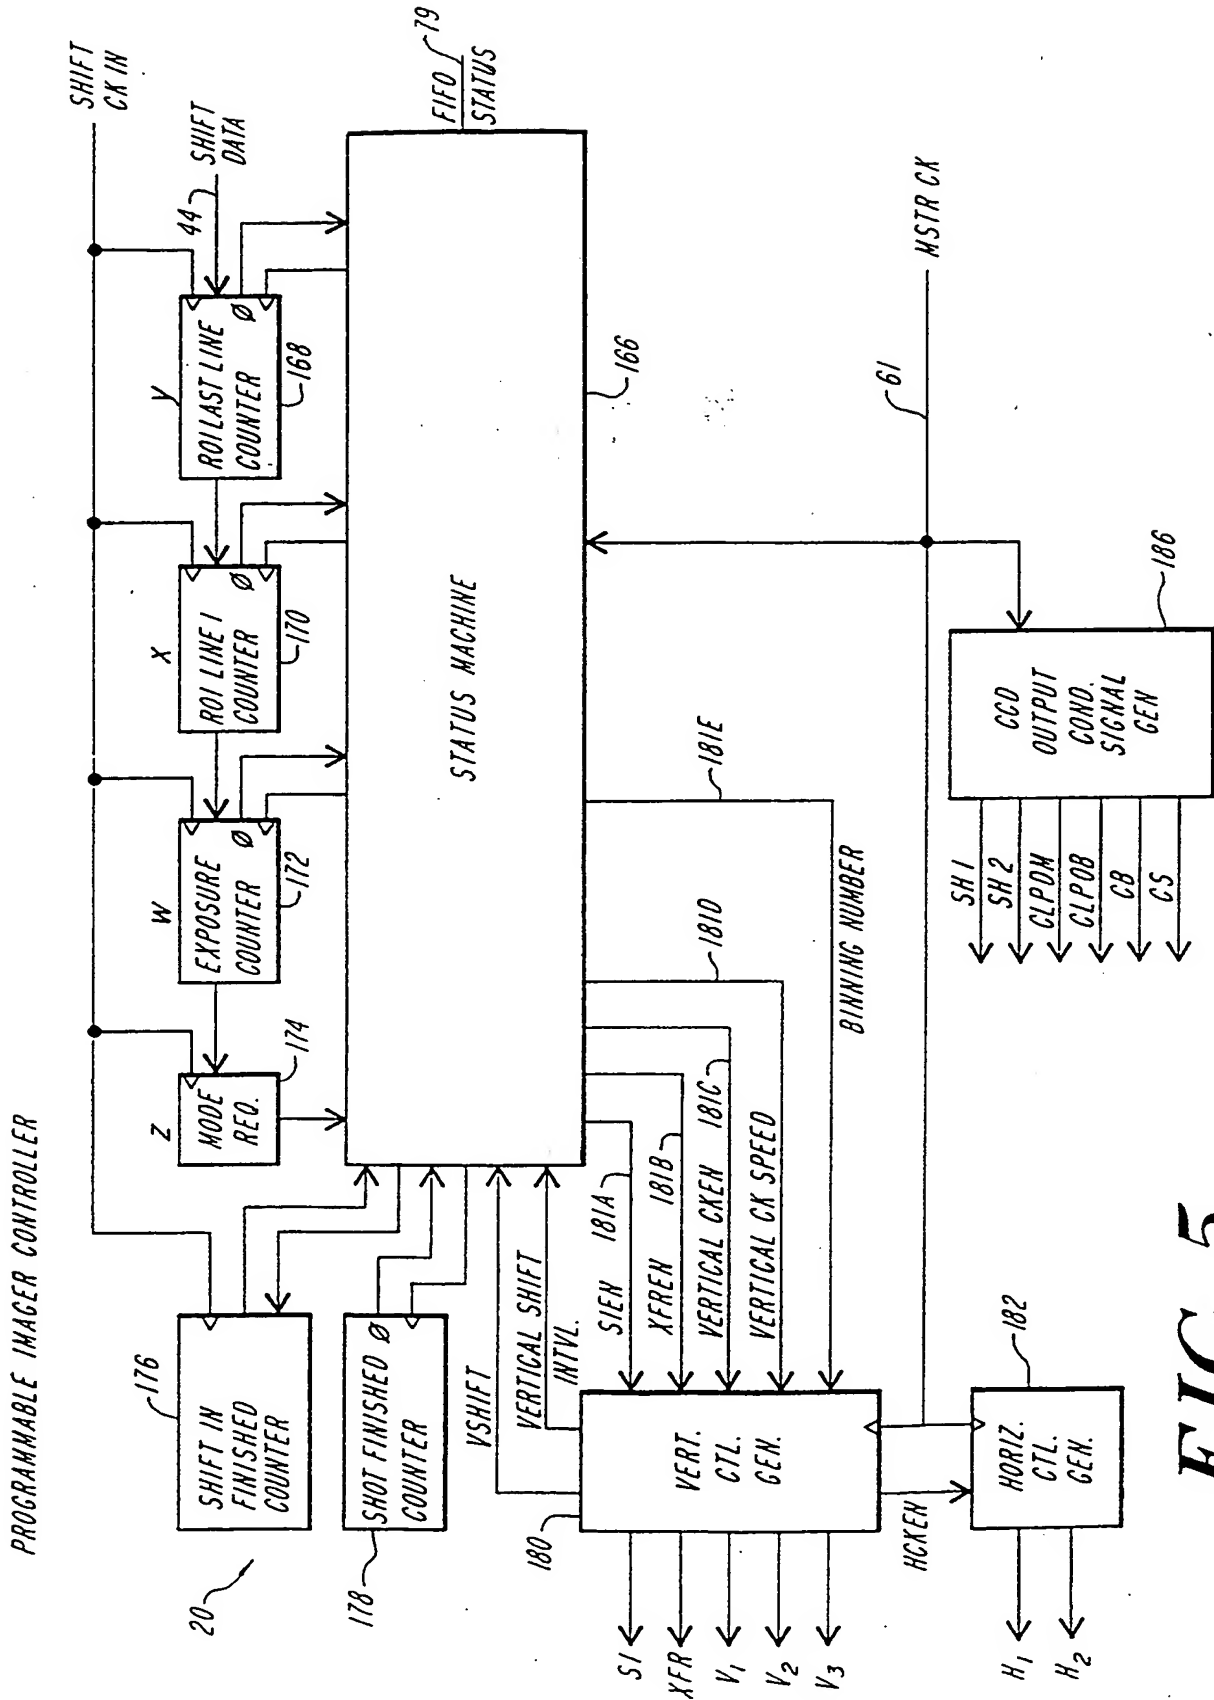 PROGRAMMABLE IMAGER CONTROLLER
SHIFT
CK IN
20
176
SHIFT IN
FINISHED
COUNTER
Z
MODE
REQ.
174
W
EXPOSURE
COUNTER
Ø
172
X
ROI LINE 1
COUNTER
Ø
170
Y
ROI LAST LINE
COUNTER
Ø
168
44
SHIFT
DATA
178
SHOT FINISHED
COUNTER
Ø
STATUS MACHINE
166
FIFO
STATUS
79
VSHIFT
VERTICAL SHIFT
INTVL.
SIEN 181A
XFREN 181B
VERTICAL CKEN 181C
VERTICAL CK SPEED
181D
BINNING NUMBER
181E
180
VERT.
CTL.
GEN.
SI
XFR
V1
V2
V3
HCKEN
61
MSTR CK
182
HORIZ.
CTL.
GEN.
H1
H2
SH1
SH2
CLPDM
CLPOB
CB
CS
CCD
OUTPUT
COND.
SIGNAL
GEN
186
FIG. 5